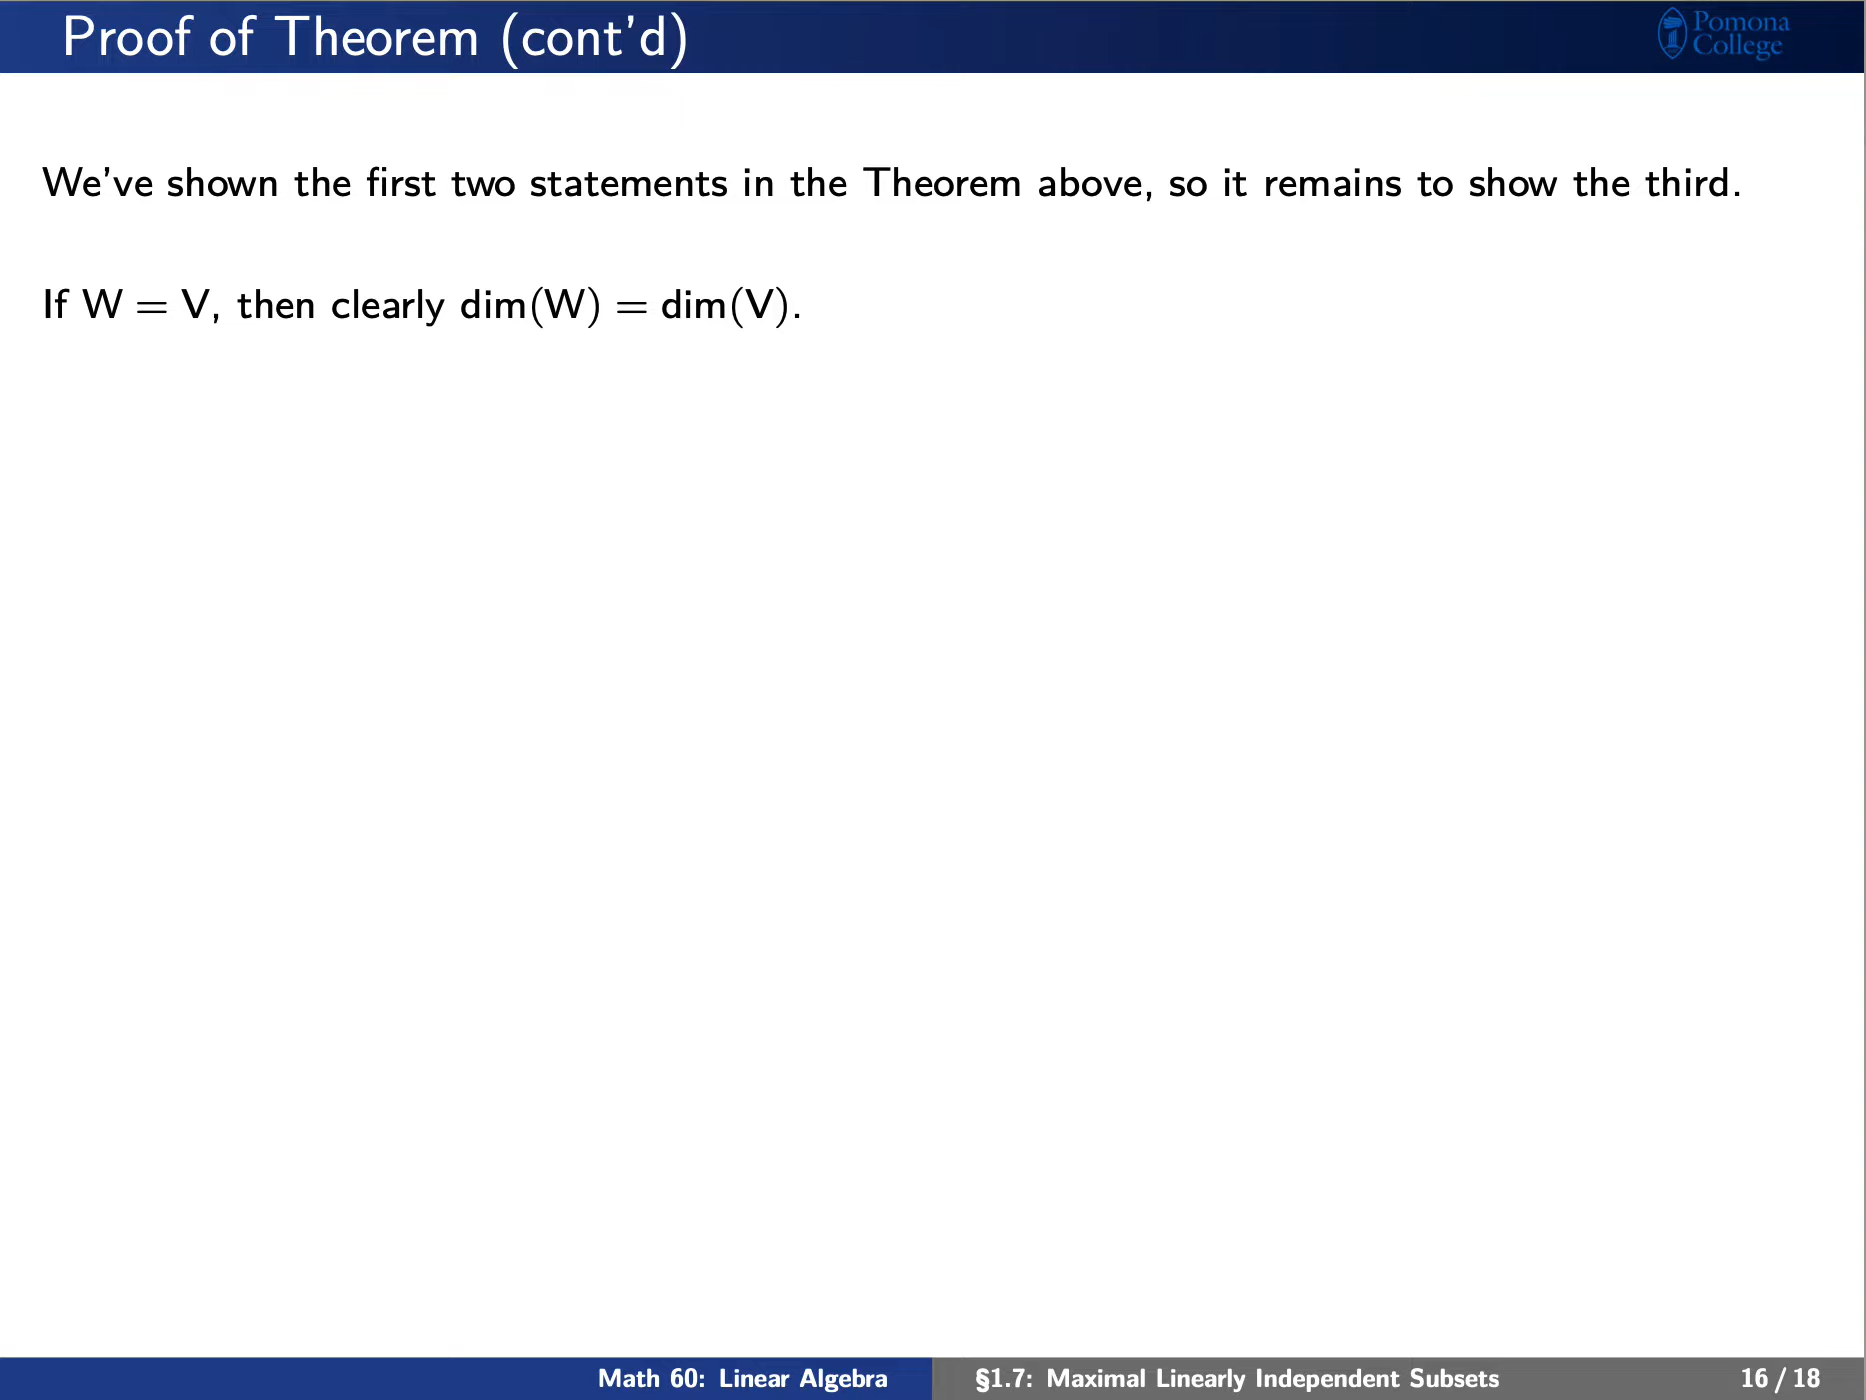 Proof of Theorem (cont’d)
Pomona
College
We’ve shown the first two statements in the Theorem above, so it remains to show the third.
If W = V, then clearly dim(W) = dim(V).
Math 60: Linear Algebra
§1.7: Maximal Linearly Independent Subsets
16 / 18